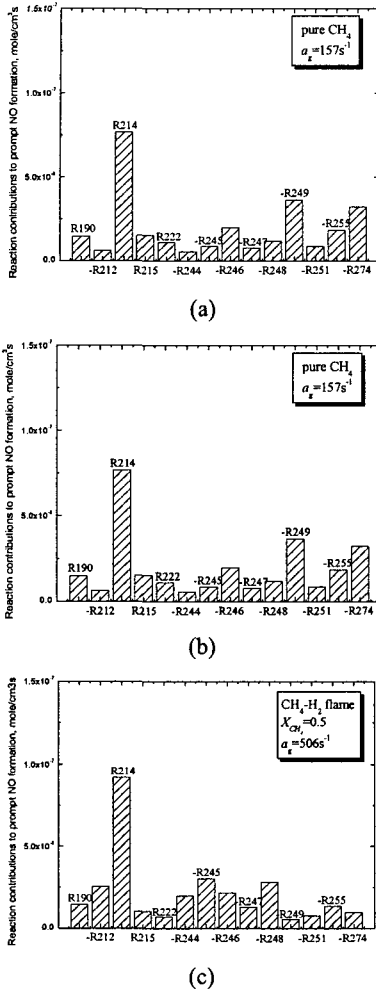 1.5x10⁻⁷
1.0x10⁻⁷
5.0x10⁻⁸
0.0
Reaction contributions to prompt NO formation, mole/cm³s
pure CH₄
a_g=157s⁻¹
R190 R214 R222 -R245 -R247 -R249 -R255
-R212 R215 -R244 -R246 -R248 -R251 -R274
(a)
1.5x10⁻⁷
1.0x10⁻⁷
5.0x10⁻⁸
0.0
Reaction contributions to prompt NO formation, mole/cm³s
pure CH₄
a_g=157s⁻¹
R190 R214 R222 -R245 -R247 -R249 -R255
-R212 R215 -R244 -R246 -R248 -R251 -R274
(b)
1.5x10⁻⁷
1.0x10⁻⁷
5.0x10⁻⁸
0.0
Reaction contributions to prompt NO formation, mole/cm3s
CH₄-H₂ flame
X_CH₄=0.5
a_g=506s⁻¹
R190 R214 R222 -R245 R247 R249 -R255
-R212 R215 -R244 -R246 -R248 -R251 -R274
(c)